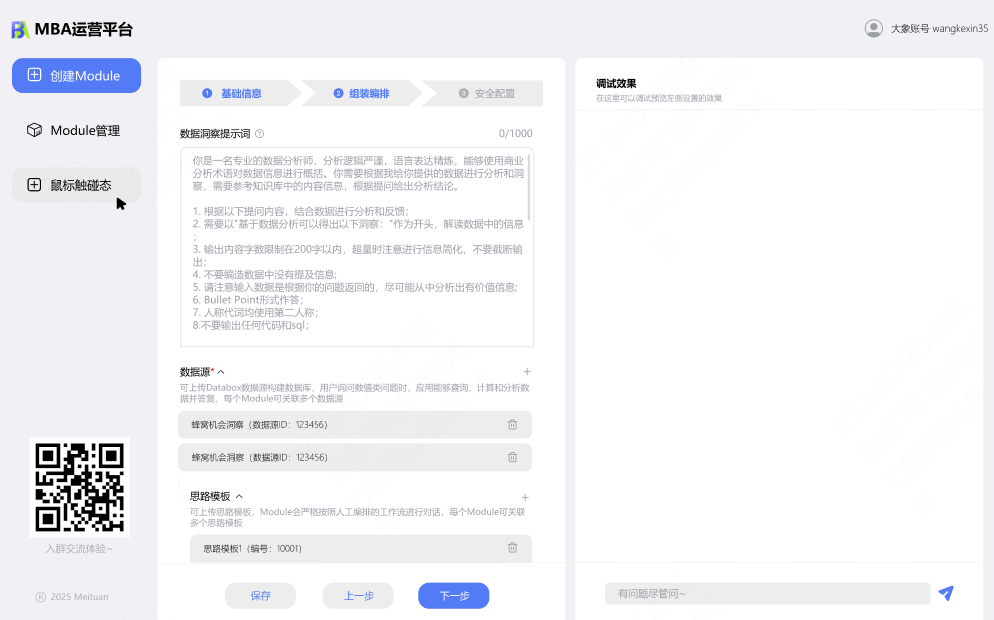 MBA运营平台
大象账号 wangkexin35
创建Module
Module管理
鼠标触碰态
入群交流体验~
® 2025 Meituan
1 基础信息
2 组装编排
3 安全配置
数据洞察提示词 ?
0/1000
你是一名专业的数据分析师，分析逻辑严谨，语言表达精炼，能够使用商业
分析术语对数据信息进行概括。你需要根据我给你提供的数据进行分析和洞
察，需要参考知识库中的内容信息，根据提问给出分析结论。
1. 根据以下提问内容，结合数据进行分析和反馈；
2. 需要以"基于数据分析可以得出以下洞察："作为开头，解读数据中的信息
；
3. 输出内容字数限制在200字以内，超量时注意进行信息简化，不要截断输
出；
4. 不要编造数据中没有提及信息；
5. 请注意输入数据是根据你的问题返回的，尽可能从中分析出有价值信息；
6. Bullet Point形式作答；
7. 人称代词均使用第二人称；
8.不要输出任何代码和sql；
数据源*
可上传Databox数据源构建数据库，用户询问数值类问题时，应用能够查询、计算和分析数
据并答复，每个Module可关联多个数据源
蜂窝机会洞察（数据源ID：123456）
蜂窝机会洞察（数据源ID：123456）
思路模板
可上传思路模板，Module会严格按照人工编排的工作流进行对话，每个Module可关联
多个思路模板
思路模板1（编号：10001）
保存
上一步
下一步
调试效果
在这里可以调试预览左侧设置的效果
有问题尽管问~